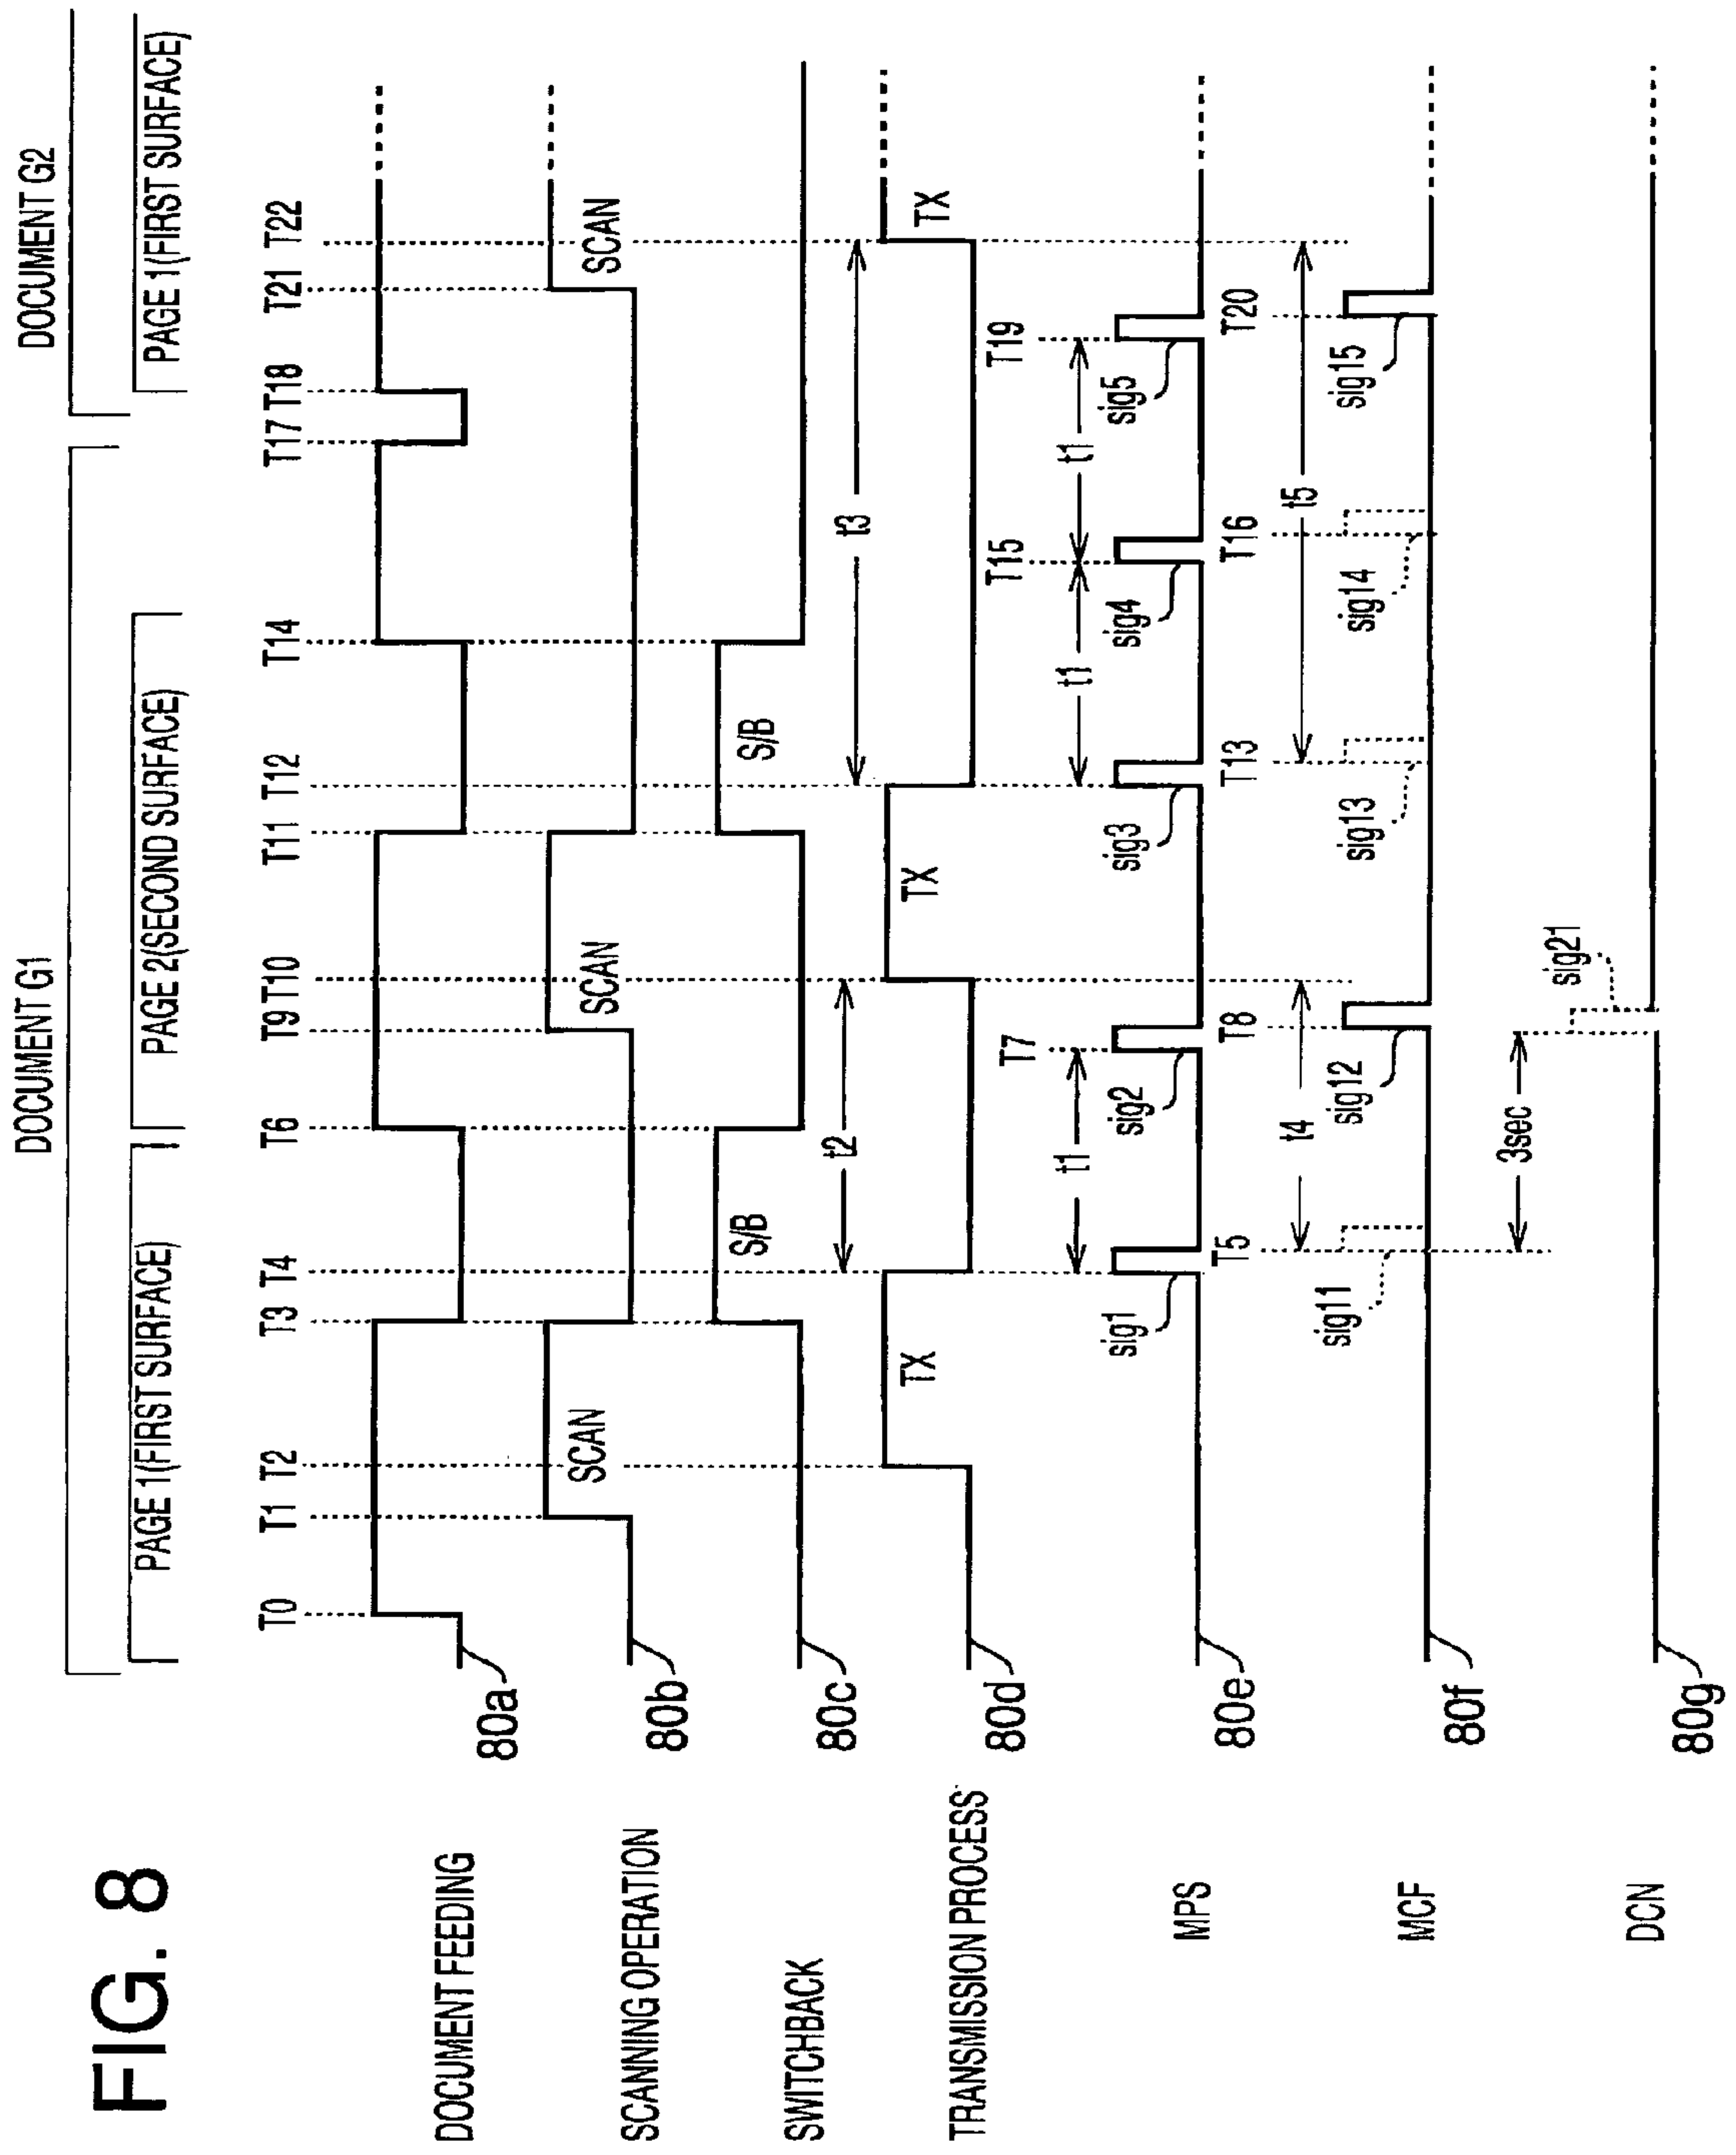 FIG. 8
DOCUMENT G1
DOCUMENT G2
PAGE 1(FIRST SURFACE)
PAGE 2(SECOND SURFACE)
PAGE 1(FIRST SURFACE)
T0 T1 T2 T3 T4 T6 T9 T10 T11 T12 T14 T17 T18 T21 T22
DOCUMENT FEEDING
80a
SCANNING OPERATION
80b
SCAN
SCAN
SCAN
SWITCHBACK
80c
S/B
S/B
t2
t3
TRANSMISSION PROCESS
80d
TX
TX
TX
T7
T15
T19
t1
t1
t1
MPS
80e
sig1
sig2
sig3
sig4
sig5
T5
T8
T13
T16
T20
t4
t5
MCF
80f
sig11
sig12
sig13
sig14
sig15
3sec
sig21
DCN
80g